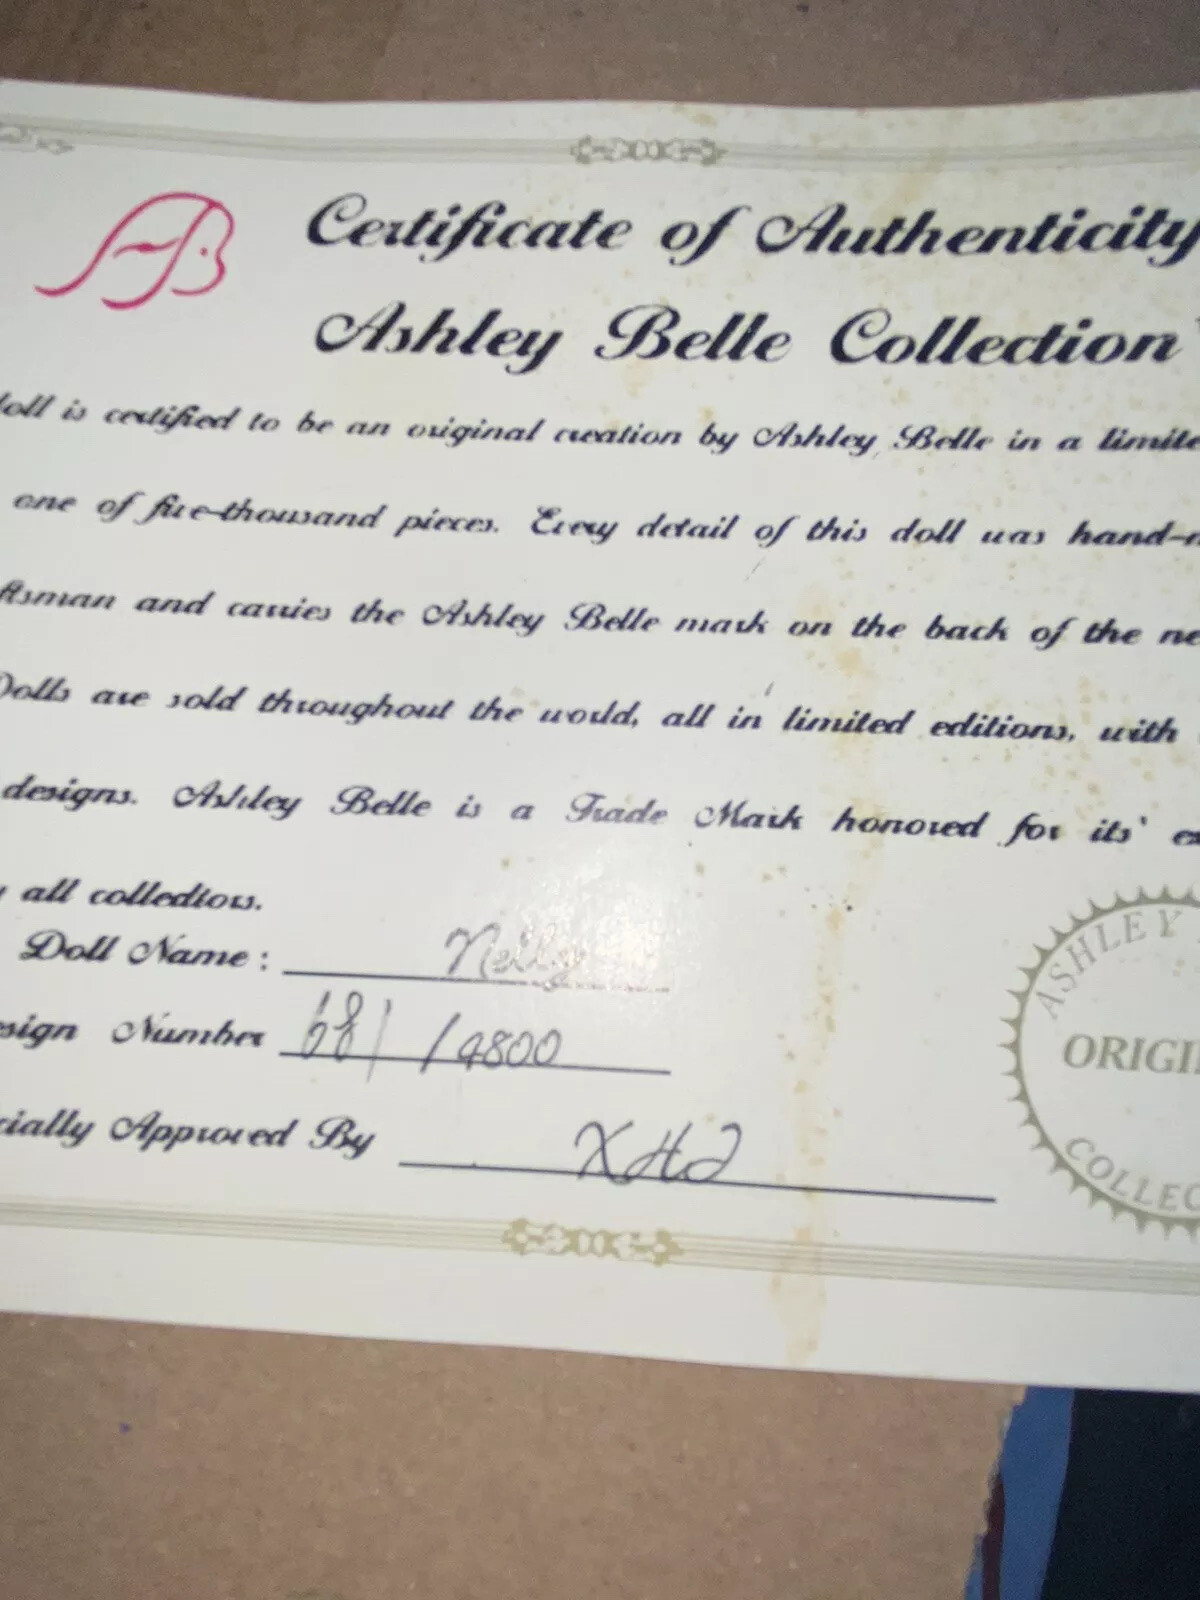 AB
Certificate of Authenticity
Ashley Belle Collection
doll is certified to be an original creation by Ashley Belle in a limite
one of five-thousand pieces. Every detail of this doll was hand-
ftsman and carries the Ashley Belle mark on the back of the ne
Dolls are sold throughout the world, all in limited editions, with
designs. Ashley Belle is a Trade Mark honored for its' ex
all colledtors.
Doll Name: Nelly
sign Number 681 / 4800
cially Approved By XHJ
ASHLEY
ORIGI
COLLEC